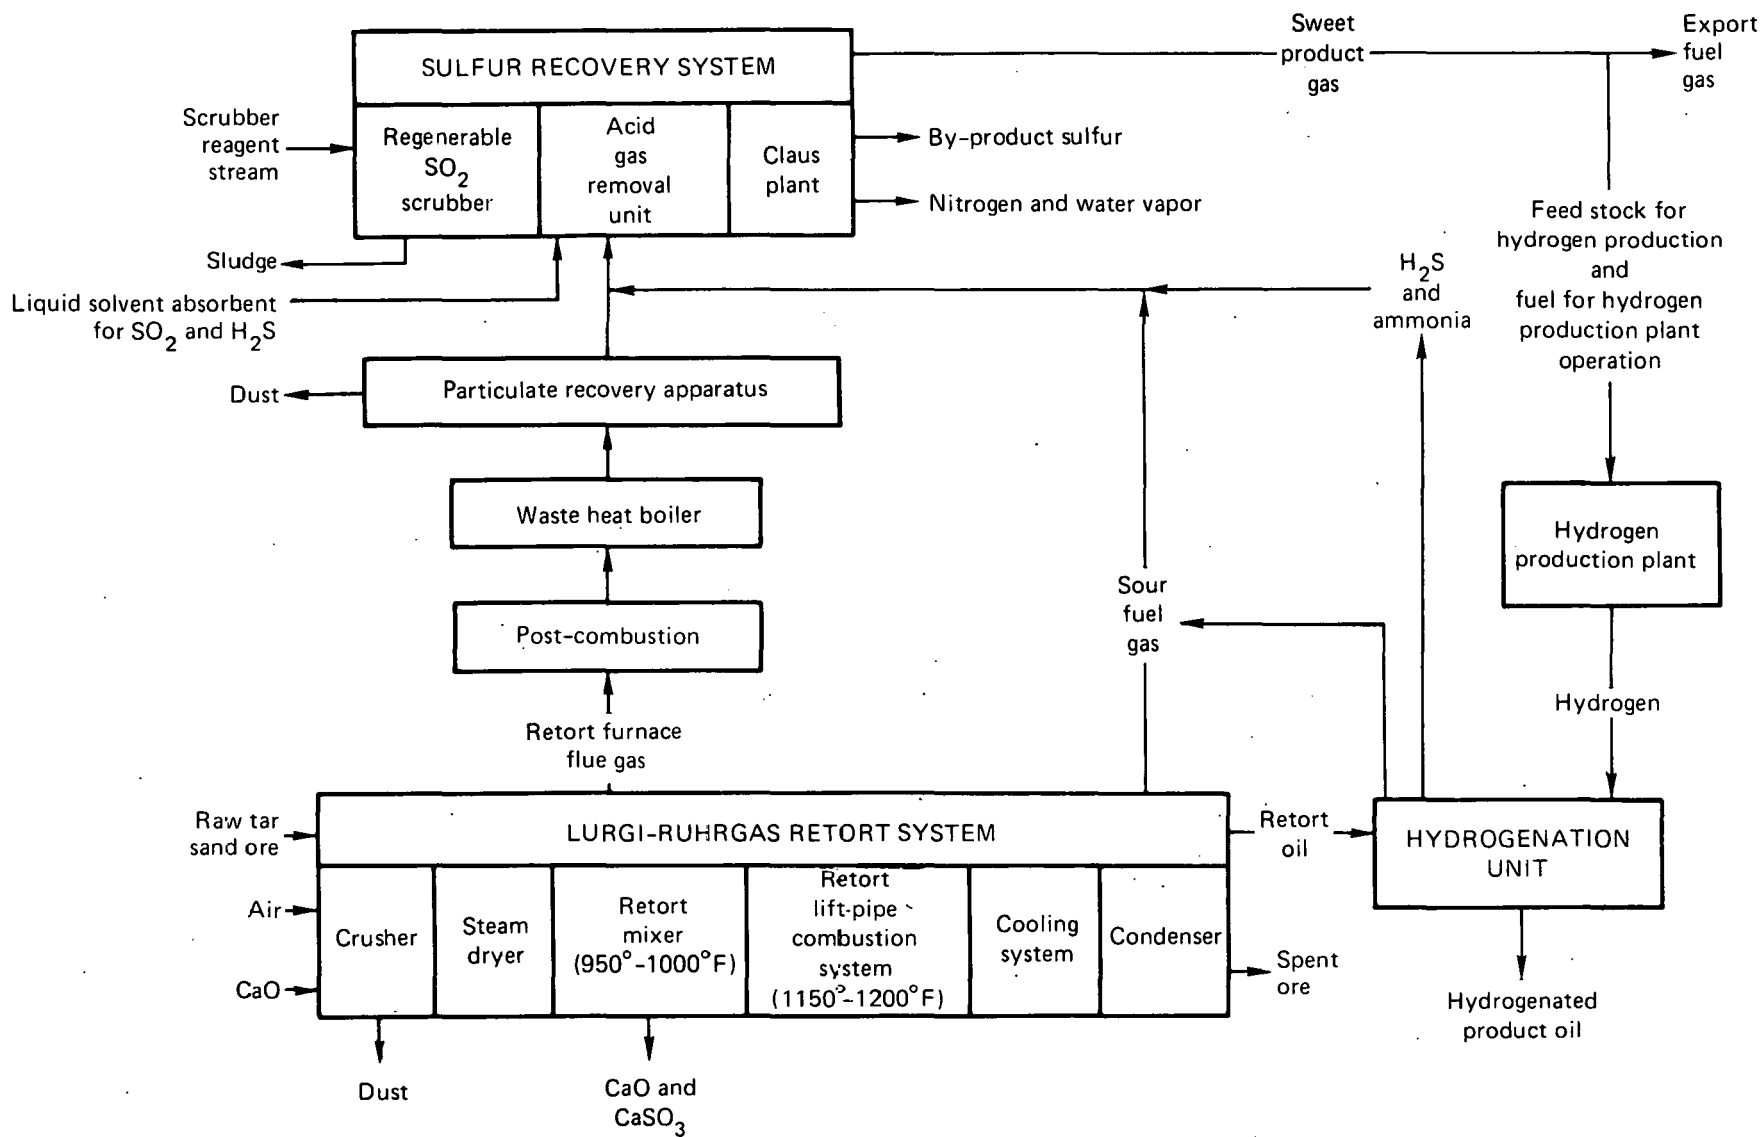 Sweet
product
gas
Export
fuel
gas
SULFUR RECOVERY SYSTEM
Scrubber
reagent
stream
Regenerable
SO2
scrubber
Acid
gas
removal
unit
Claus
plant
By-product sulfur
Nitrogen and water vapor
Sludge
Liquid solvent absorbent
for SO2 and H2S
H2S
and
ammonia
Feed stock for
hydrogen production
and
fuel for hydrogen
production plant
operation
Dust
Particulate recovery apparatus
Waste heat boiler
Hydrogen
production plant
Post-combustion
Sour
fuel
gas
Hydrogen
Retort furnace
flue gas
Raw tar
sand ore
Air
CaO
LURGI-RUHRGAS RETORT SYSTEM
Crusher
Steam
dryer
Retort
mixer
(950°-1000°F)
Retort
lift-pipe
combustion
system
(1150°-1200°F)
Cooling
system
Condenser
Retort
oil
HYDROGENATION
UNIT
Spent
ore
Hydrogenated
product oil
Dust
CaO and
CaSO3